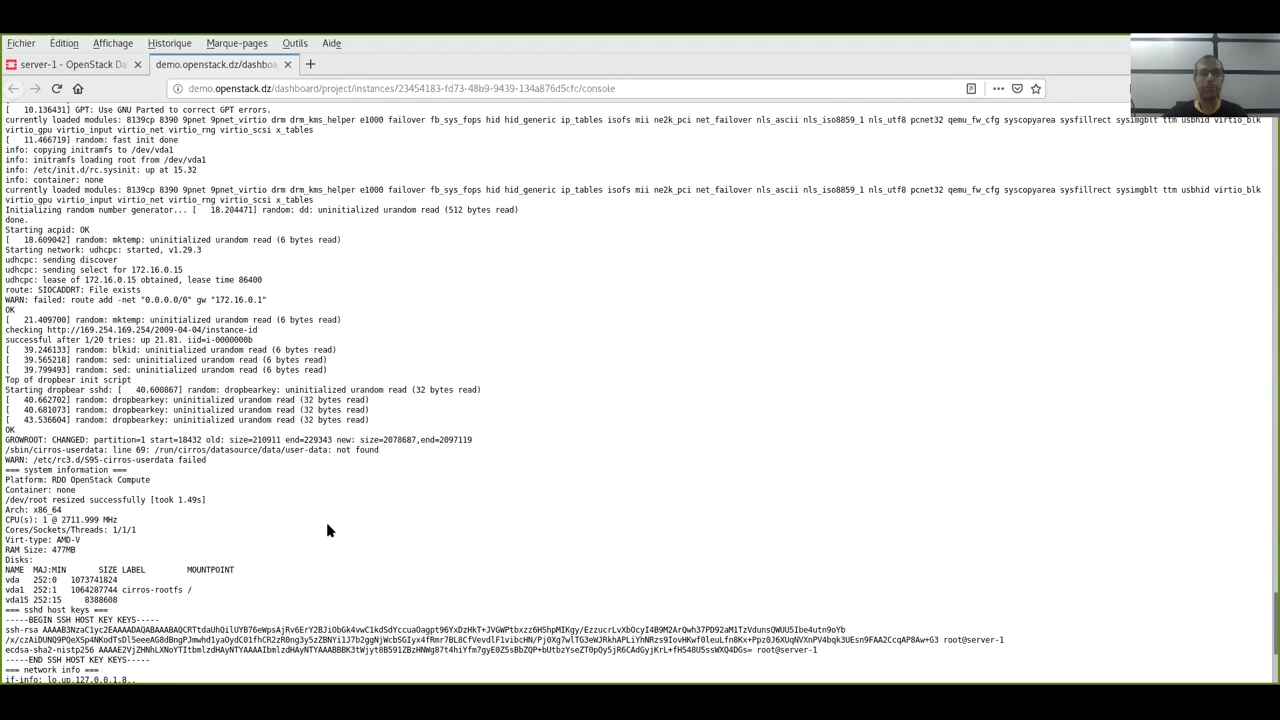 Fichier Édition Affichage Historique Marque-pages Outils Aide
server-1 - OpenStack Da × demo.openstack.dz/dashboa × +
demo.openstack.dz/dashboard/project/instances/23454183-fd73-48b9-9439-134a876d5cfc/console
[ 10.136431] GPT: Use GNU Parted to correct GPT errors.
currently loaded modules: 8139cp 8390 9pnet 9pnet_virtio drm drm_kms_helper e1000 failover fb_sys_fops hid hid_generic ip_tables isofs mii ne2k_pci net_failover nls_ascii nls_iso8859_1 nls_utf8 pcnet32 qemu_fw_cfg syscopyarea sysfillrect sysimgblt ttm usbhid virtio_blk
virtio_gpu virtio_input virtio_net virtio_rng virtio_scsi x_tables
[ 11.466719] random: fast init done
info: copying initramfs to /dev/vda1
info: initramfs loading root from /dev/vda1
info: /etc/init.d/rc.sysinit: up at 15.32
info: container: none
currently loaded modules: 8139cp 8390 9pnet 9pnet_virtio drm drm_kms_helper e1000 failover fb_sys_fops hid hid_generic ip_tables isofs mii ne2k_pci net_failover nls_ascii nls_iso8859_1 nls_utf8 pcnet32 qemu_fw_cfg syscopyarea sysfillrect sysimgblt ttm usbhid virtio_blk
virtio_gpu virtio_input virtio_net virtio_rng virtio_scsi x_tables
Initializing random number generator... [ 18.204471] random: dd: uninitialized urandom read (512 bytes read)
done.
Starting acpid: OK
[ 18.609042] random: mktemp: uninitialized urandom read (6 bytes read)
Starting network: udhcpc: started, v1.29.3
udhcpc: sending discover
udhcpc: sending select for 172.16.0.15
udhcpc: lease of 172.16.0.15 obtained, lease time 86400
route: SIOCADDRT: File exists
WARN: failed: route add -net "0.0.0.0/0" gw "172.16.0.1"
OK
[ 21.409700] random: mktemp: uninitialized urandom read (6 bytes read)
checking http://169.254.169.254/2009-04-04/instance-id
successful after 1/20 tries: up 21.81. iid=i-0000000b
[ 39.246133] random: blkid: uninitialized urandom read (6 bytes read)
[ 39.565218] random: sed: uninitialized urandom read (6 bytes read)
[ 39.799493] random: sed: uninitialized urandom read (6 bytes read)
Top of dropbear init script
Starting dropbear sshd: [ 40.600867] random: dropbearkey: uninitialized urandom read (32 bytes read)
[ 40.662702] random: dropbearkey: uninitialized urandom read (32 bytes read)
[ 40.681073] random: dropbearkey: uninitialized urandom read (32 bytes read)
[ 43.536604] random: dropbearkey: uninitialized urandom read (32 bytes read)
OK
GROWROOT: CHANGED: partition=1 start=18432 old: size=210911 end=229343 new: size=2078687,end=2097119
/sbin/cirros-userdata: line 69: /run/cirros/datasource/data/user-data: not found
WARN: /etc/rc3.d/S95-cirros-userdata failed
=== system information ===
Platform: RDO OpenStack Compute
Container: none
/dev/root resized successfully [took 1.49s]
Arch: x86_64
CPU(s): 1 @ 2711.999 MHz
Cores/Sockets/Threads: 1/1/1
Virt-type: AMD-V
RAM Size: 477MB
Disks:
NAME MAJ:MIN SIZE LABEL MOUNTPOINT
vda 252:0 1073741824
vda1 252:1 1064287744 cirros-rootfs /
vda15 252:15 8388608
=== sshd host keys ===
-----BEGIN SSH HOST KEY KEYS-----
ssh-rsa
root@server-1
ecdsa-sha2-nistp256 root@server-1
-----END SSH HOST KEY KEYS-----
=== network info ===
if-info: lo,up,127.0.0.1,8,,